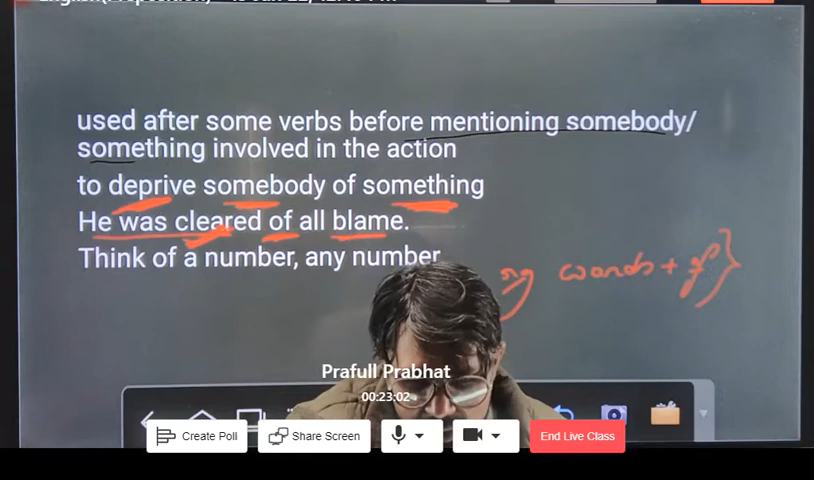 used after some verbs before mentioning somebody/
something involved in the action
to deprive somebody of something
He was cleared of all blame.
Think of a number, any number
words +
Prafull Prabhat
00:23:02
Create Poll
Share Screen
End Live Class